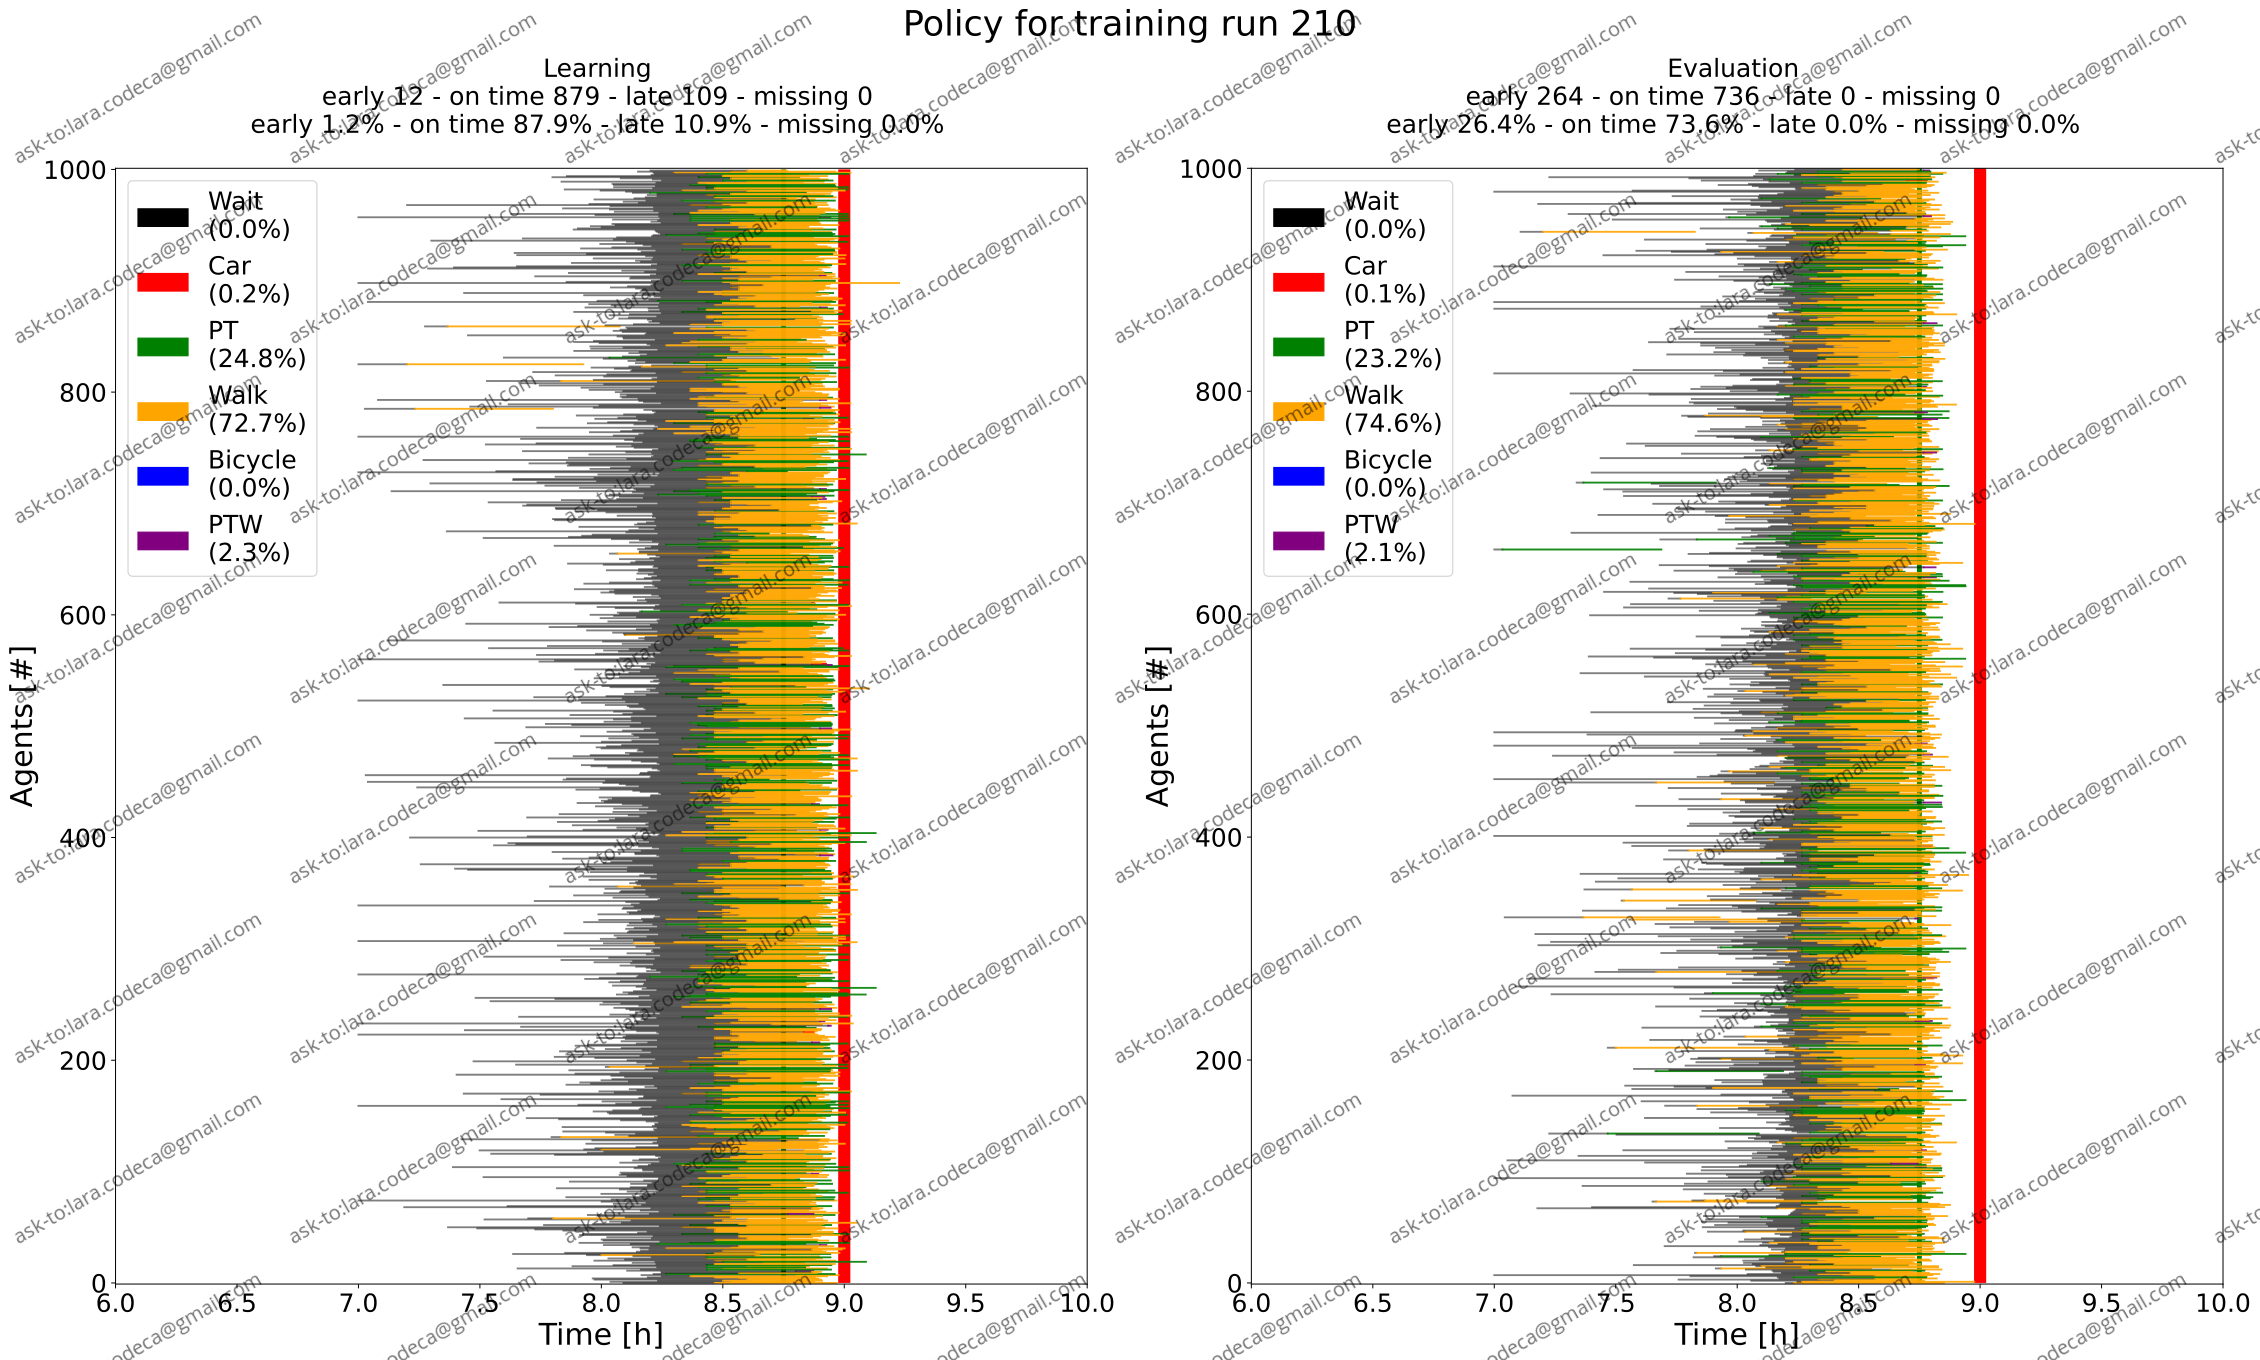 Policy for training run 210
Learning
early 12 - on time 879 - late 109 - missing 0
early 1.2% - on time 87.9% - late 10.9% - missing 0.0%
1000
800
600
400
200
0
Agents [#]
Wait
(0.0%)
Car
(0.2%)
PT
(24.8%)
Walk
(72.7%)
Bicycle
(0.0%)
PTW
(2.3%)
6.0 6.5 7.0 7.5 8.0 8.5 9.0 9.5 10.0
Time [h]
Evaluation
early 264 - on time 736 - late 0 - missing 0
early 26.4% - on time 73.6% - late 0.0% - missing 0.0%
1000
800
600
400
200
0
Agents [#]
Wait
(0.0%)
Car
(0.1%)
PT
(23.2%)
Walk
(74.6%)
Bicycle
(0.0%)
PTW
(2.1%)
6.0 6.5 7.0 7.5 8.0 8.5 9.0 9.5 10.0
Time [h]
ask-to:lara.codeca@gmail.com